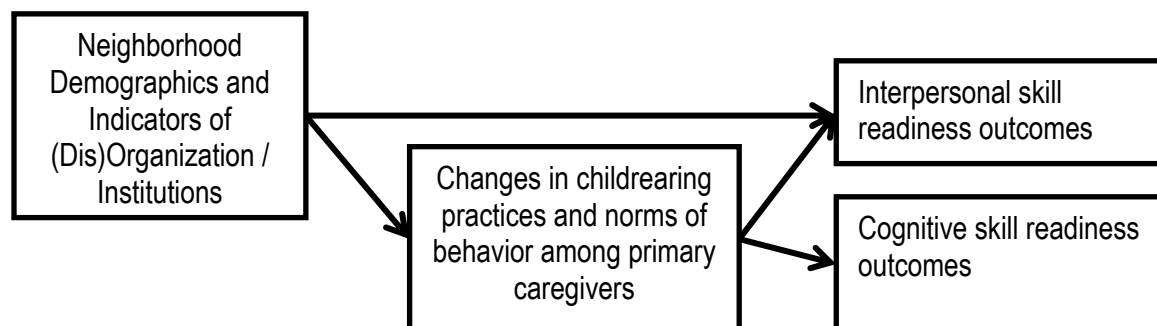 Neighborhood
Demographics and
Indicators of
(Dis)Organization /
Institutions
Changes in childrearing
practices and norms of
behavior among primary
caregivers
Interpersonal skill
readiness outcomes
Cognitive skill readiness
outcomes